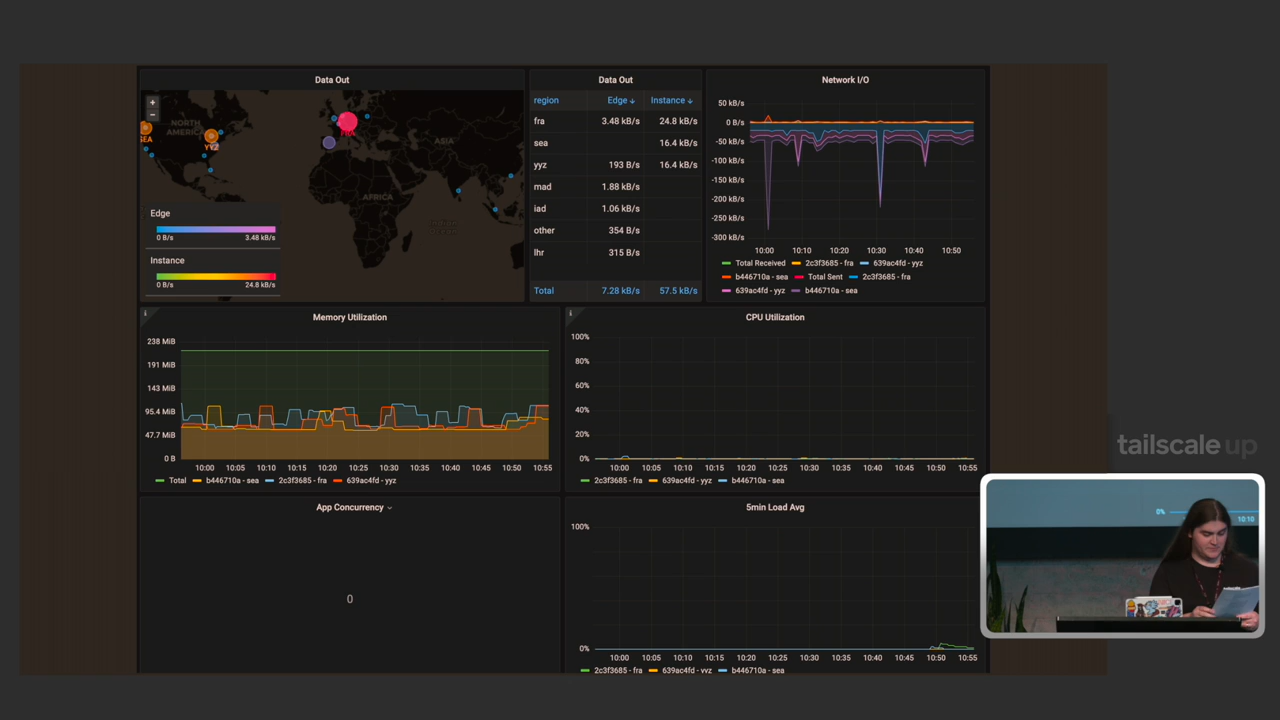 Data Out
+
−
NORTH
AMERICA
SEA
YYZ
ASIA
AFRICA
Edge
0 B/s 3.48 kB/s
Instance
0 B/s 24.8 kB/s
Data Out
region Edge ↓ Instance ↓
fra 3.48 kB/s 24.8 kB/s
sea 16.4 kB/s
yyz 193 B/s 16.4 kB/s
mad 1.88 kB/s
iad 1.06 kB/s
other 354 B/s
lhr 315 B/s
Total 7.28 kB/s 57.5 kB/s
Network I/O
50 kB/s
0 B/s
-50 kB/s
-100 kB/s
-150 kB/s
-200 kB/s
-250 kB/s
-300 kB/s
10:00 10:10 10:20 10:30 10:40 10:50
Total Received 2c3f3685 - fra 639ac4fd - yyz
b446710a - sea Total Sent 2c3f3685 - fra
639ac4fd - yyz b446710a - sea
i
Memory Utilization
238 MiB
191 MiB
143 MiB
95.4 MiB
47.7 MiB
0 B
10:00 10:05 10:10 10:15 10:20 10:25 10:30 10:35 10:40 10:45 10:50 10:55
Total b446710a - sea 2c3f3685 - fra 639ac4fd - yyz
i
CPU Utilization
100%
80%
60%
40%
20%
0%
10:00 10:05 10:10 10:15 10:20 10:25 10:30 10:35 10:40 10:45 10:50 10:55
2c3f3685 - fra 639ac4fd - yyz b446710a - sea
App Concurrency
0
5min Load Avg
100%
0%
10:00 10:05 10:10 10:15 10:20 10:25 10:30 10:35 10:40 10:45 10:50 10:55
2c3f3685 - fra 639ac4fd - yyz b446710a - sea
tailscale up
0%
10:10